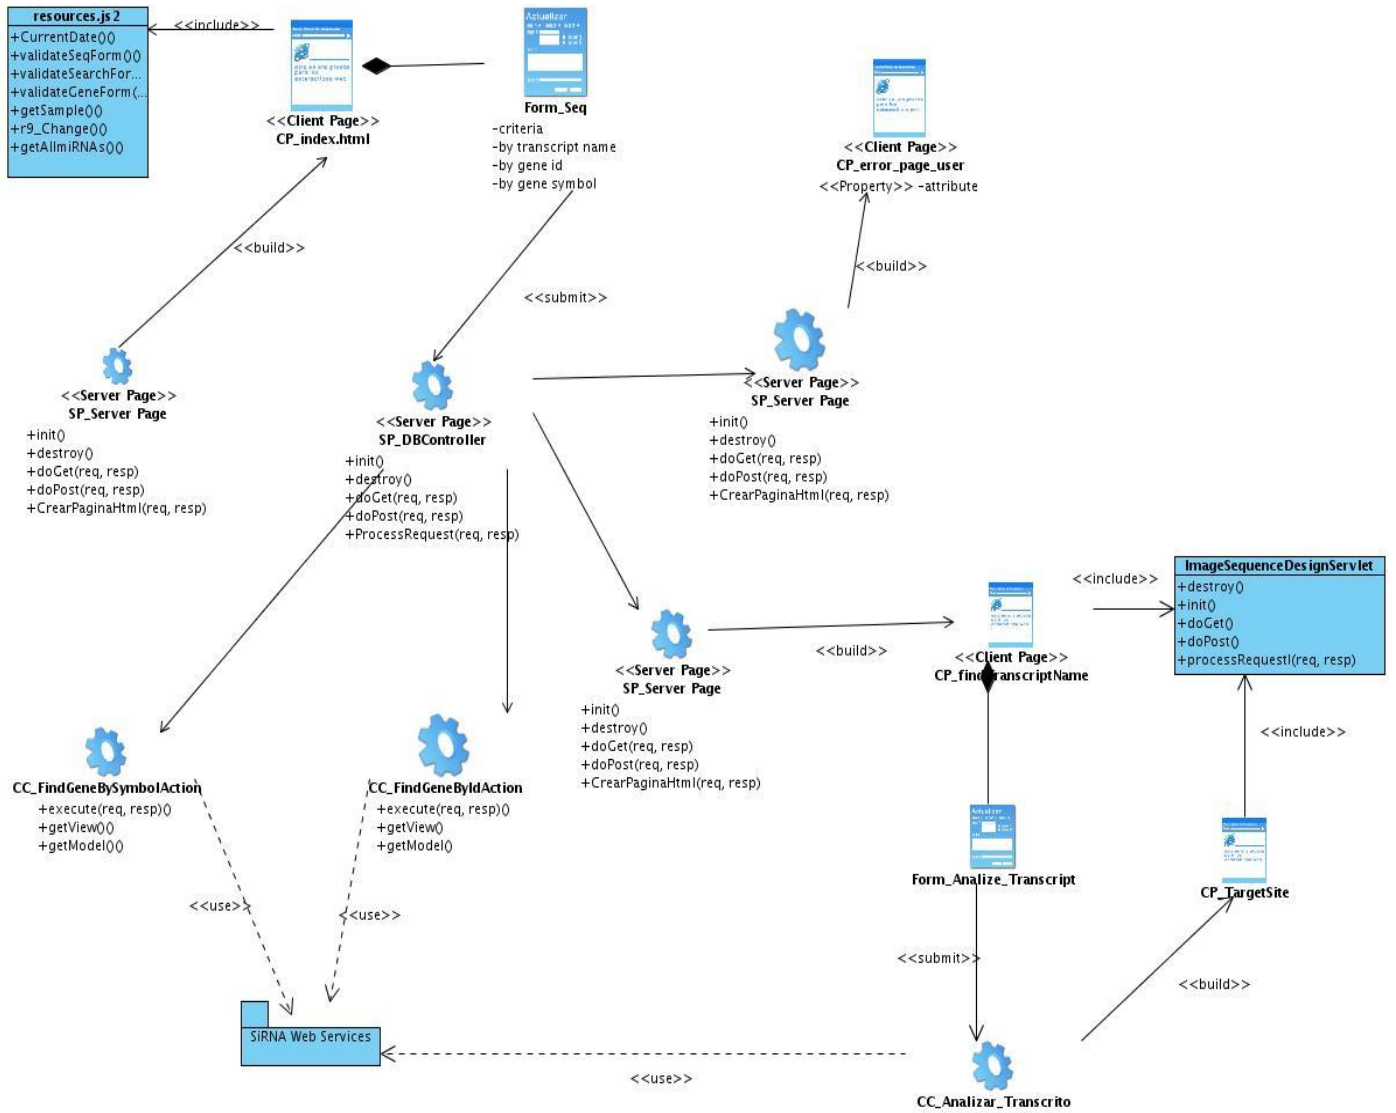 resources.js2
+CurrentDate()()
+validateSeqForm()()
+validateSearchFor...
+validateGeneForm(...
+getSample()()
+r9_Change()()
+getAllmiRNAs()()
<<include>>
<<Client Page>>
CP_index.html
Actualizar
Form_Seq
-criteria
-by transcript name
-by gene id
-by gene symbol
<<Client Page>>
CP_error_page_user
<<Property>> -attribute
<<build>>
<<submit>>
<<build>>
<<Server Page>>
SP_Server Page
+init()
+destroy()
+doGet(req, resp)
+doPost(req, resp)
+CrearPaginaHtml(req, resp)
<<Server Page>>
SP_DBController
+init()
+destroy()
+doGet(req, resp)
+doPost(req, resp)
+ProcessRequest(req, resp)
<<Server Page>>
SP_Server Page
+init()
+destroy()
+doGet(req, resp)
+doPost(req, resp)
+CrearPaginaHtml(req, resp)
<<Server Page>>
SP_Server Page
+init()
+destroy()
+doGet(req, resp)
+doPost(req, resp)
+CrearPaginaHtml(req, resp)
<<build>>
<<Client Page>>
CP_findTranscriptName
<<include>>
ImageSequenceDesignServlet
+destroy()
+init()
+doGet()
+doPost()
+processRequestl(req, resp)
<<include>>
CC_FindGeneBySymbolAction
+execute(req, resp)()
+getView()()
+getModel()()
CC_FindGeneByIdAction
+execute(req, resp)()
+getView()
+getModel()
Actualizar
Form_Analize_Transcript
CP_TargetSite
<<use>>
<<use>>
<<submit>>
<<build>>
SiRNA Web Services
<<use>>
CC_Analizar_Transcrito